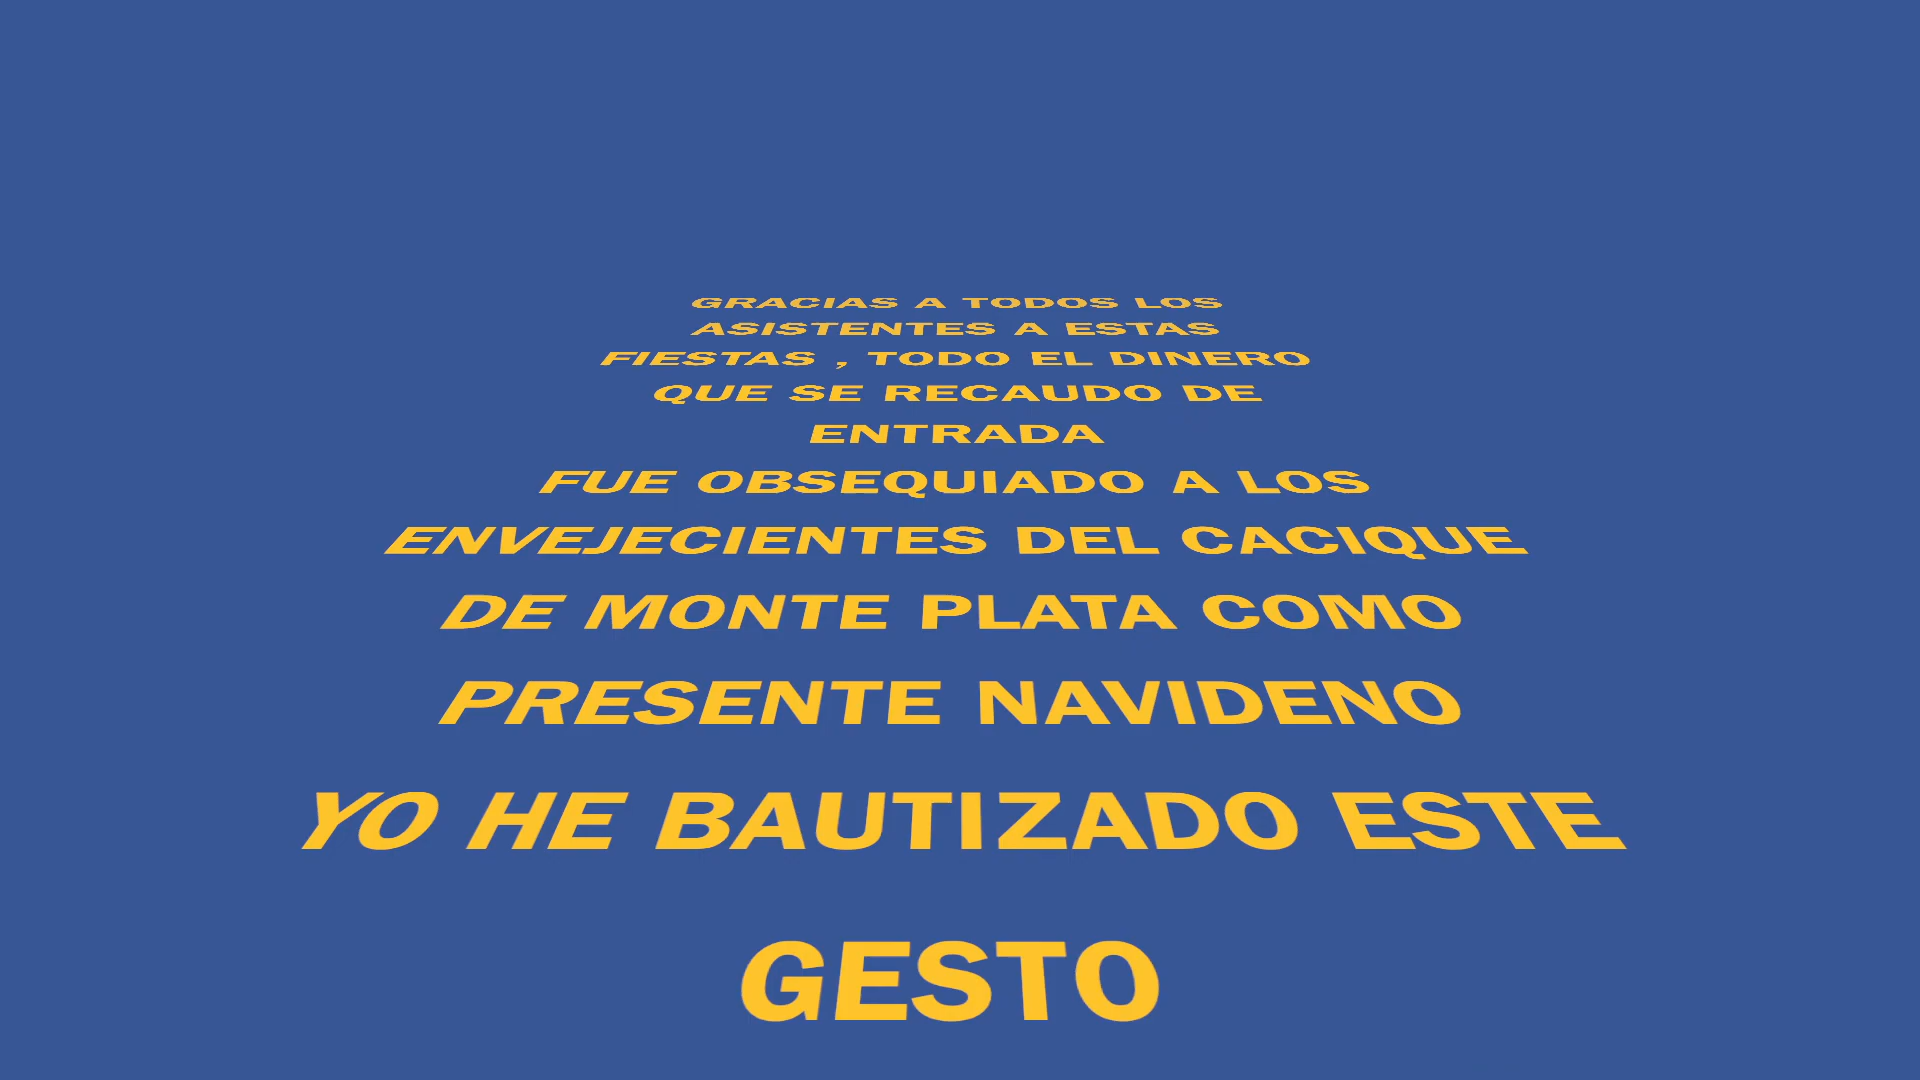 GRACIAS A TODOS LOS
ASISTENTES A ESTAS
FIESTAS , TODO EL DINERO
QUE SE RECAUDO DE
ENTRADA
FUE OBSEQUIADO A LOS
ENVEJECIENTES DEL CACIQUE
DE MONTE PLATA COMO
PRESENTE NAVIDENO
YO HE BAUTIZADO ESTE
GESTO